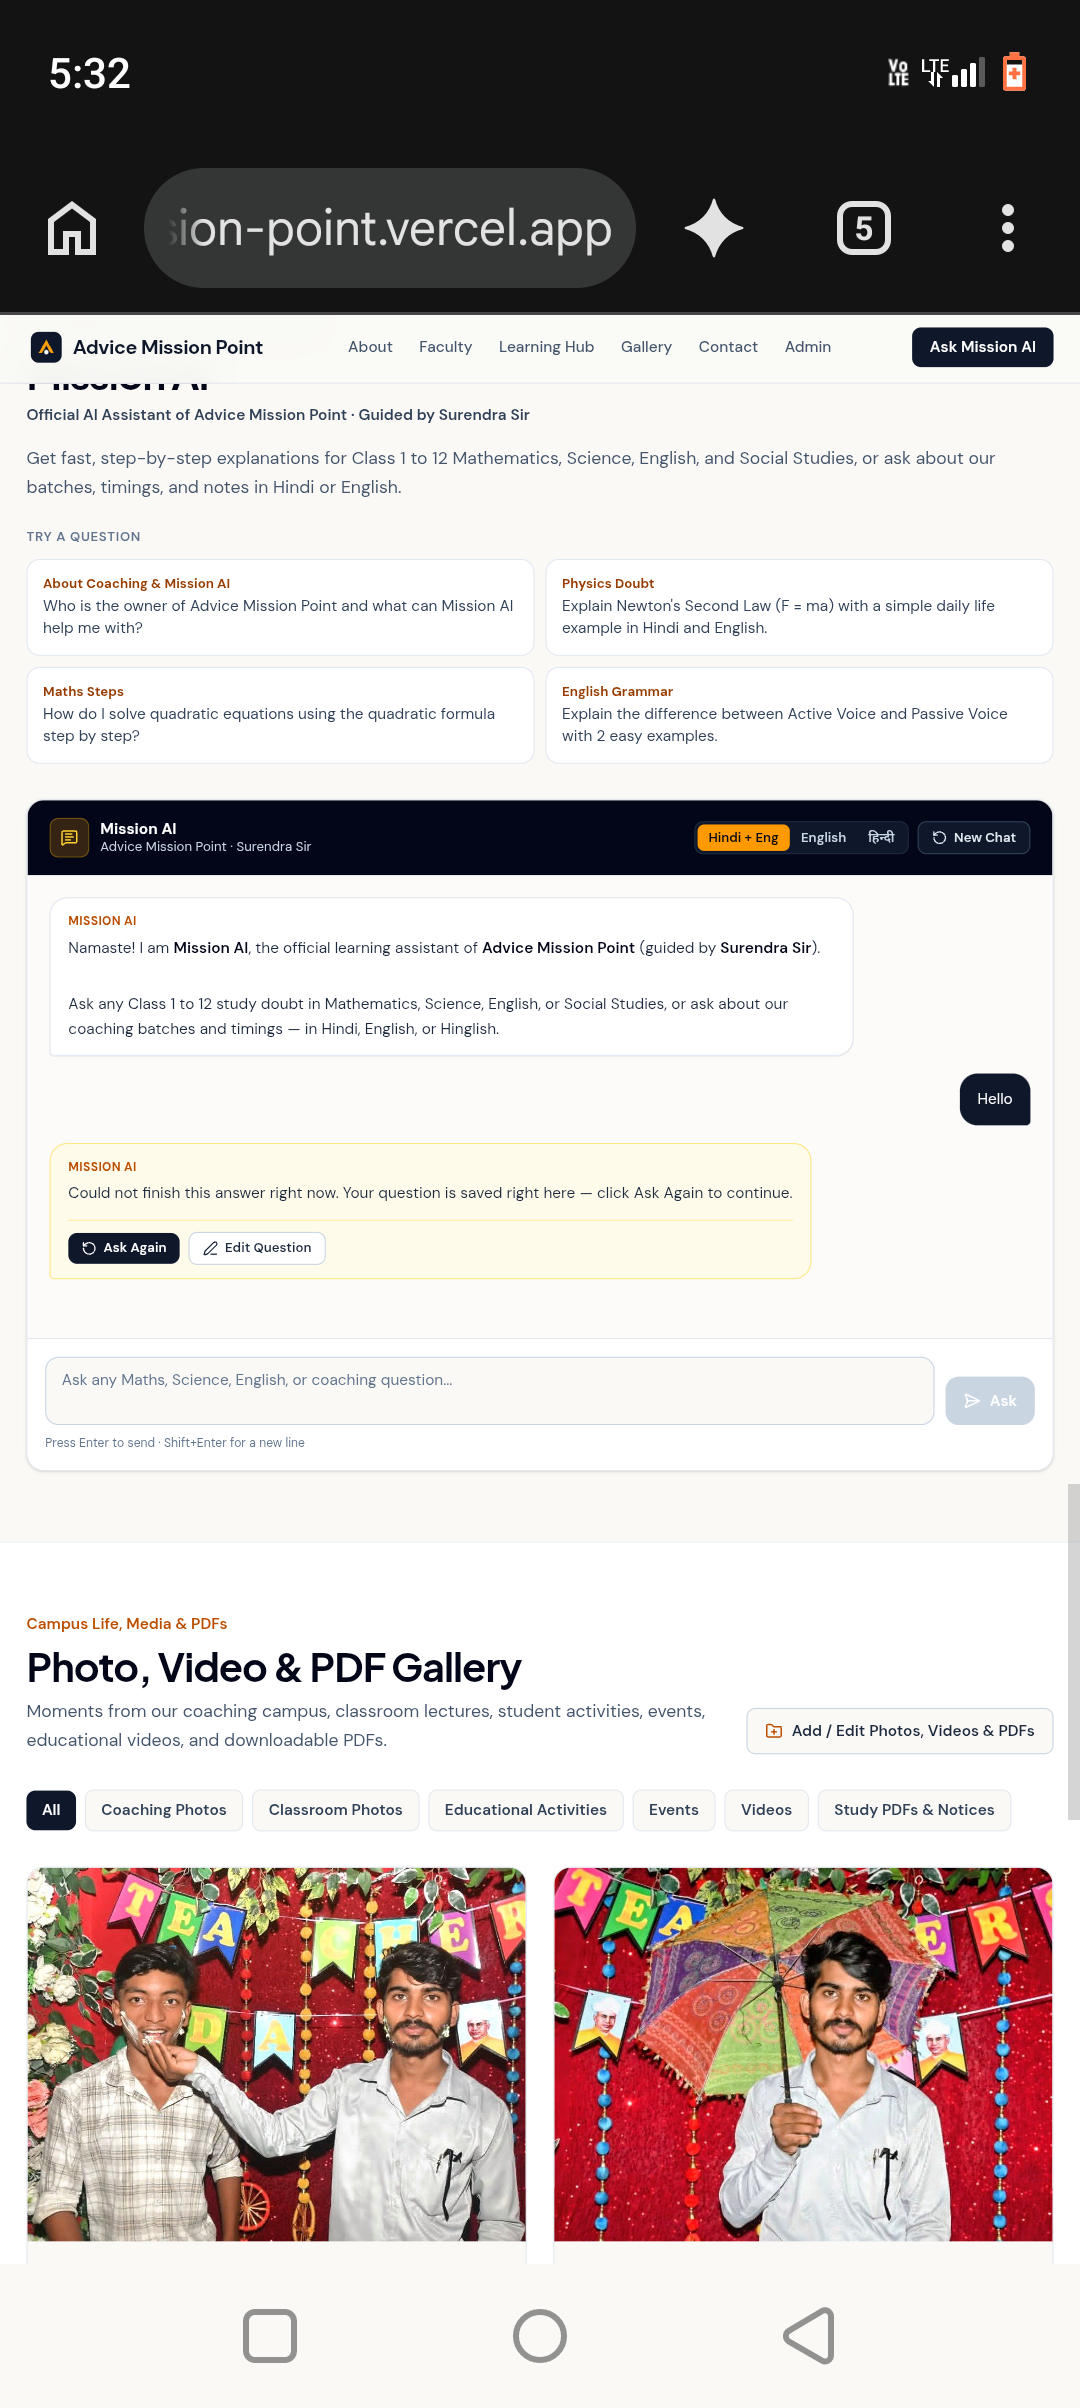 5:32
Vo LTE
LTE
ion-point.vercel.app
5
Advice Mission Point
About
Faculty
Learning Hub
Gallery
Contact
Admin
Ask Mission AI
Mission AI
Official AI Assistant of Advice Mission Point · Guided by Surendra Sir
Get fast, step-by-step explanations for Class 1 to 12 Mathematics, Science, English, and Social Studies, or ask about our
batches, timings, and notes in Hindi or English.
TRY A QUESTION
About Coaching & Mission AI
Who is the owner of Advice Mission Point and what can Mission AI
help me with?
Physics Doubt
Explain Newton's Second Law (F = ma) with a simple daily life
example in Hindi and English.
Maths Steps
How do I solve quadratic equations using the quadratic formula
step by step?
English Grammar
Explain the difference between Active Voice and Passive Voice
with 2 easy examples.
Mission AI
Advice Mission Point · Surendra Sir
Hindi + Eng
English
हिन्दी
New Chat
MISSION AI
Namaste! I am Mission AI, the official learning assistant of Advice Mission Point (guided by Surendra Sir).
Ask any Class 1 to 12 study doubt in Mathematics, Science, English, or Social Studies, or ask about our
coaching batches and timings — in Hindi, English, or Hinglish.
Hello
MISSION AI
Could not finish this answer right now. Your question is saved right here — click Ask Again to continue.
Ask Again
Edit Question
Ask any Maths, Science, English, or coaching question...
Ask
Press Enter to send · Shift+Enter for a new line
Campus Life, Media & PDFs
Photo, Video & PDF Gallery
Moments from our coaching campus, classroom lectures, student activities, events,
educational videos, and downloadable PDFs.
Add / Edit Photos, Videos & PDFs
All
Coaching Photos
Classroom Photos
Educational Activities
Events
Videos
Study PDFs & Notices
TEA CHER
DA
TEA ERS